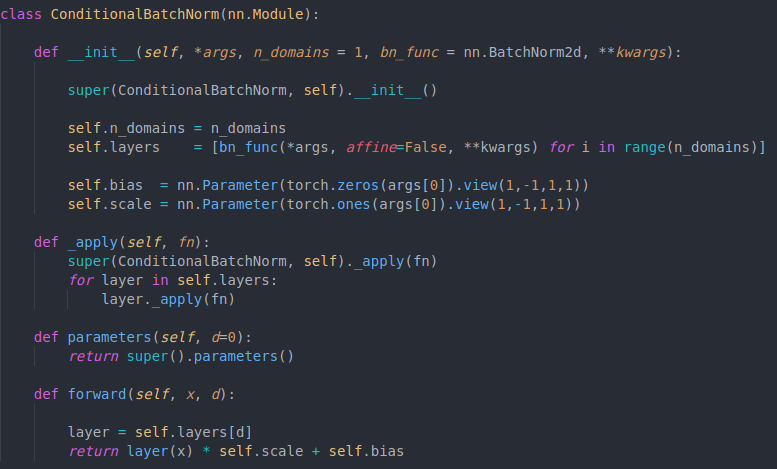 class ConditionalBatchNorm(nn.Module):
def __init__(self, *args, n_domains = 1, bn_func = nn.BatchNorm2d, **kwargs):
super(ConditionalBatchNorm, self).__init__()
self.n_domains = n_domains
self.layers    = [bn_func(*args, affine=False, **kwargs) for i in range(n_domains)]
self.bias  = nn.Parameter(torch.zeros(args[0]).view(1,-1,1,1))
self.scale = nn.Parameter(torch.ones(args[0]).view(1,-1,1,1))
def _apply(self, fn):
super(ConditionalBatchNorm, self)._apply(fn)
for layer in self.layers:
layer._apply(fn)
def parameters(self, d=0):
return super().parameters()
def forward(self, x, d):
layer = self.layers[d]
return layer(x) * self.scale + self.bias